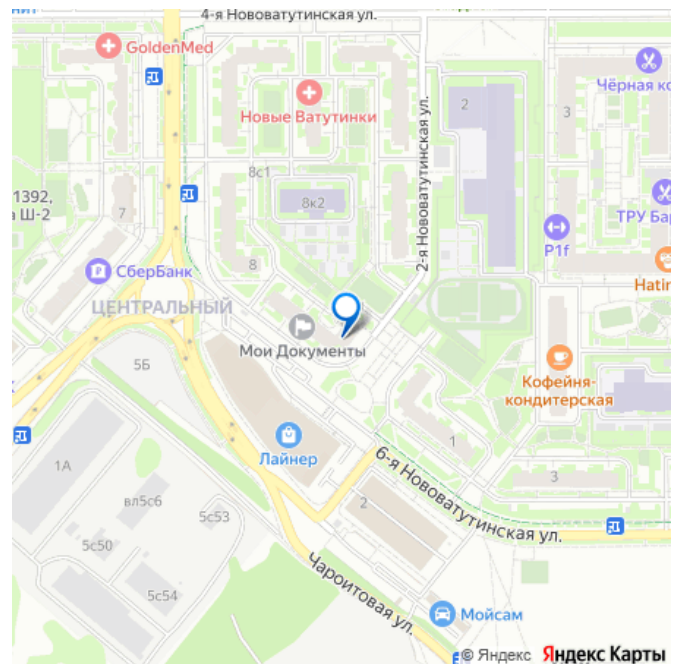 4-я Нововатутинская ул.
GoldenMed
Чёрная ко
Новые Ватутинки
2
3
2-я Нововатутинская ул.
8с1
1392,
а Ш-2
8к2
7
ТРУ Бар
P1f
СберБанк
8
Hatin
ЦЕНТРАЛЬНЫЙ
Мои Документы
5Б
Кофейня-
кондитерская
1
Лайнер
6-я Нововатутинская ул.
1А
3
вл5с6
2
5с53
5с50
Чароитовая ул.
5с54
Мойсам
© Яндекс Яндекс Карты